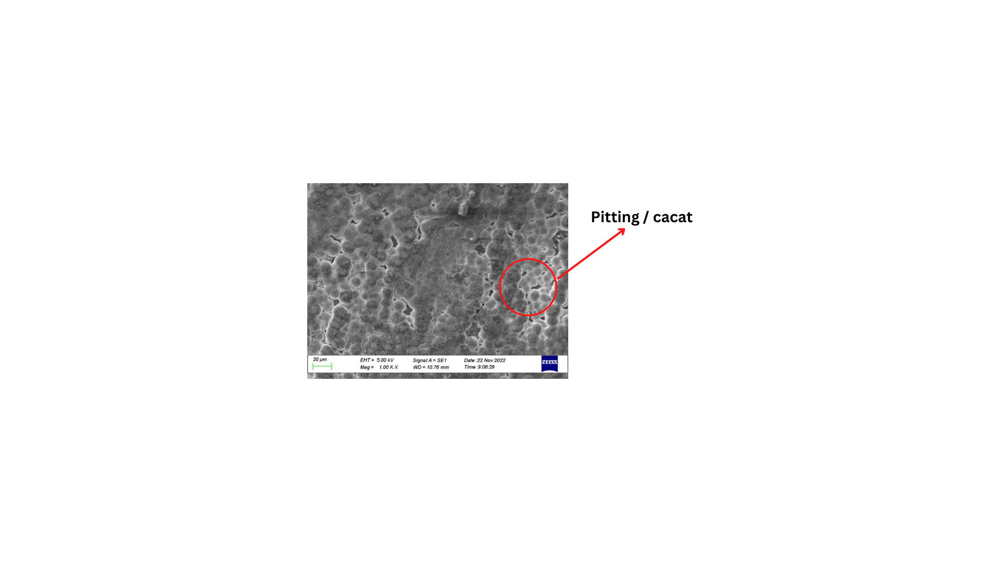 Pitting / cacat
20 µm
EHT = 5.00 kV Signal A = SE1 Date :22 Nov 2022
Mag = 1.00 K X WD = 10.76 mm Time :9:06:29
ZEISS